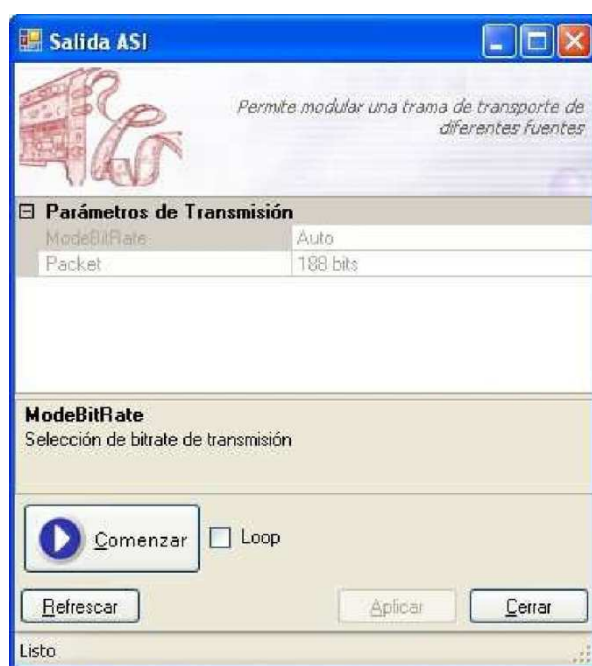 Salida ASI
Permite modular una trama de transporte de
diferentes fuentes
Parámetros de Transmisión
ModeBitRate Auto
Packet 188 bits
ModeBitRate
Selección de bitrate de transmisión
Comenzar Loop
Refrescar Aplicar Cerrar
Listo